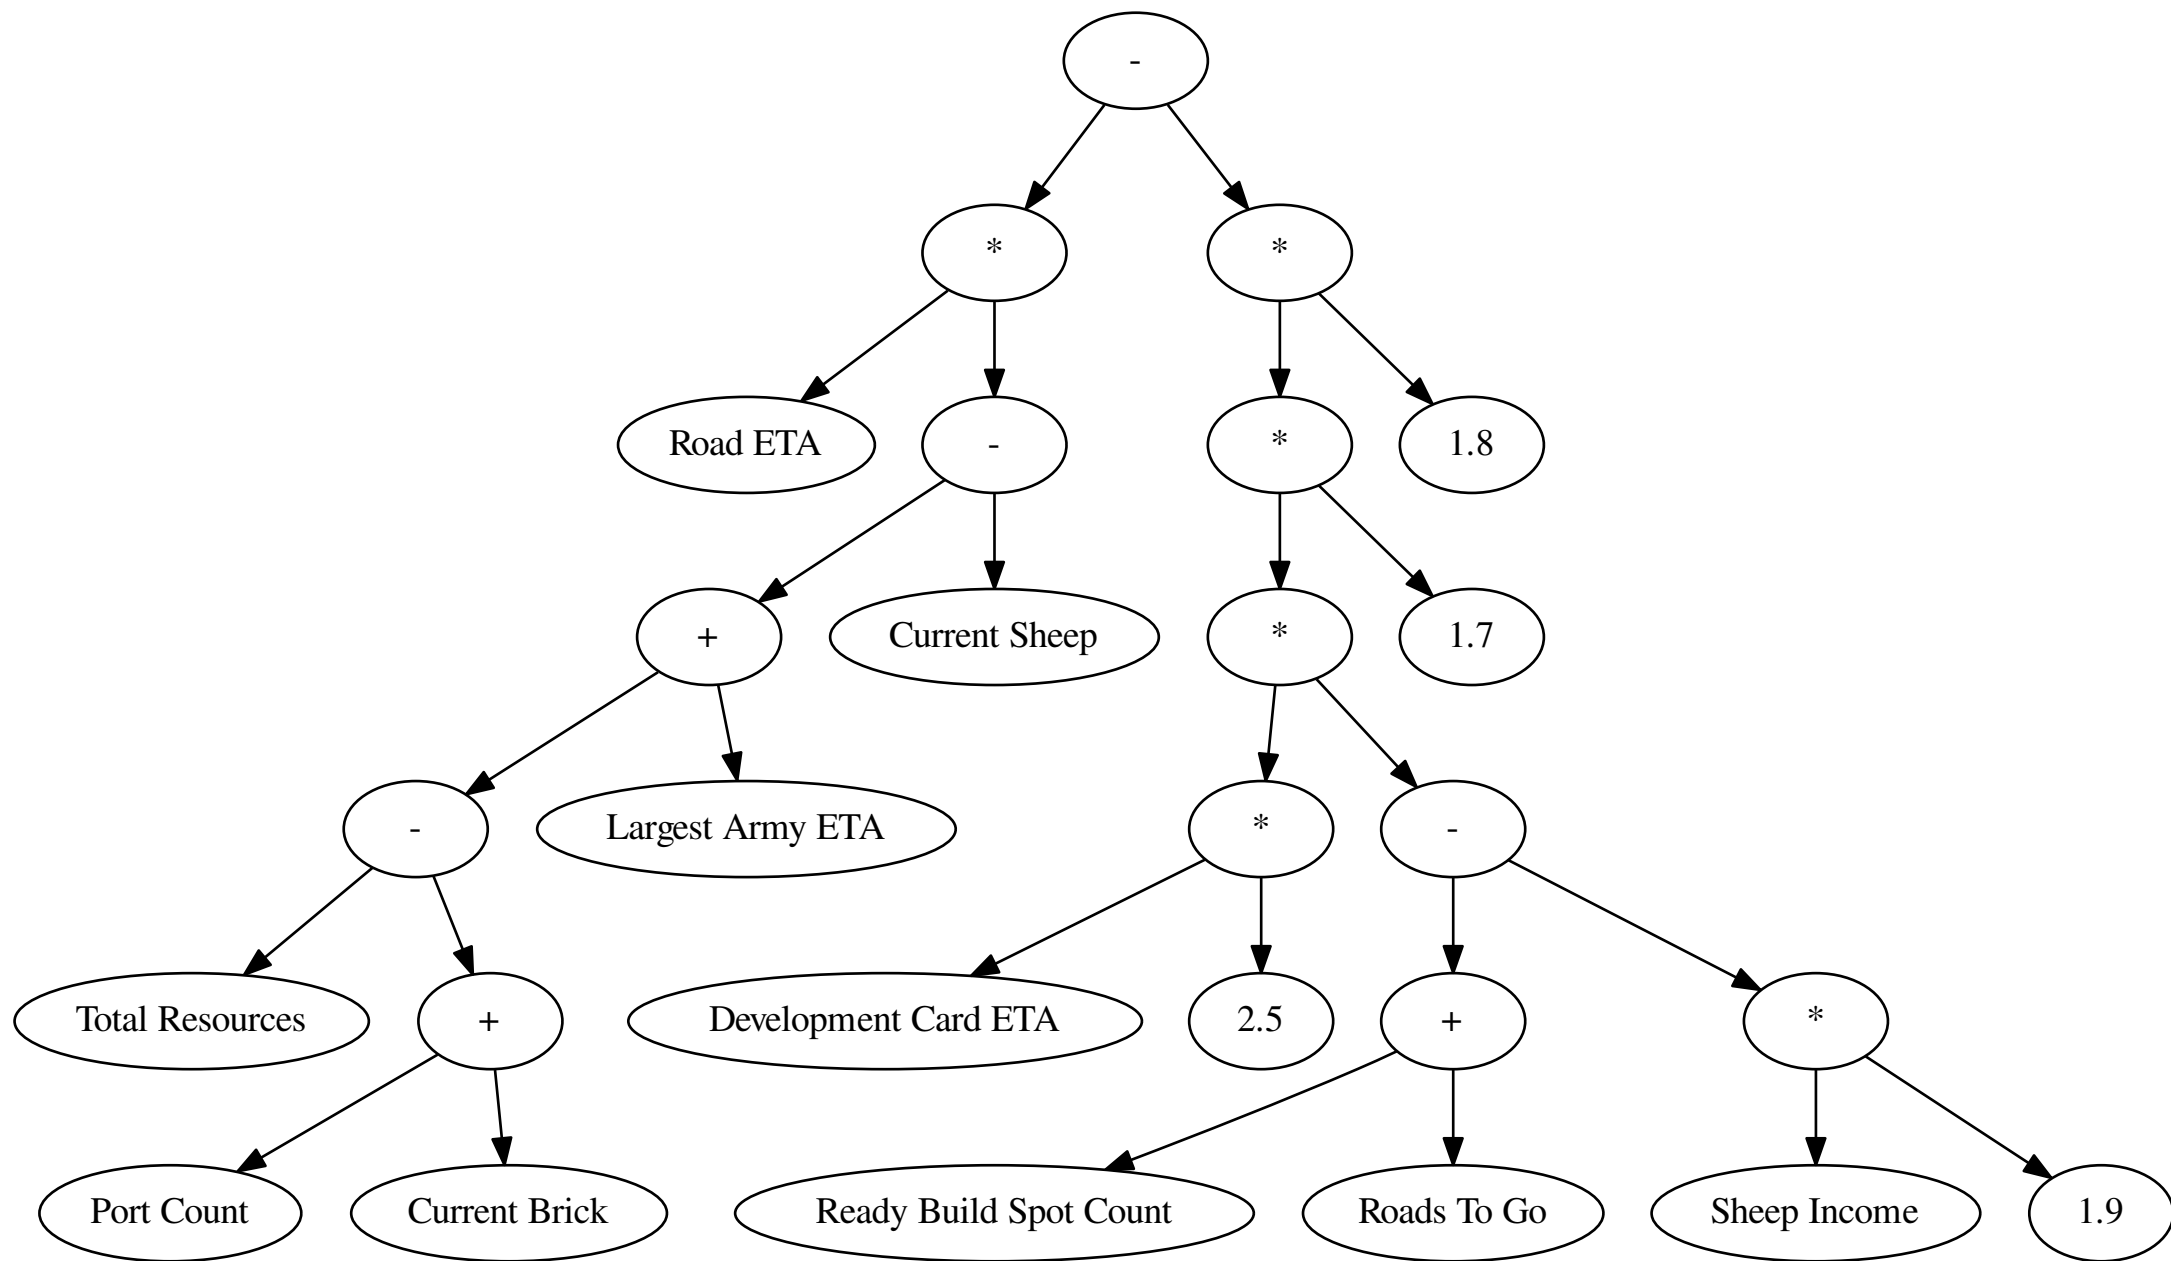 -
*
*
Road ETA
-
*
1.8
+
Current Sheep
*
1.7
-
Largest Army ETA
*
-
Total Resources
+
Development Card ETA
2.5
+
*
Port Count
Current Brick
Ready Build Spot Count
Roads To Go
Sheep Income
1.9